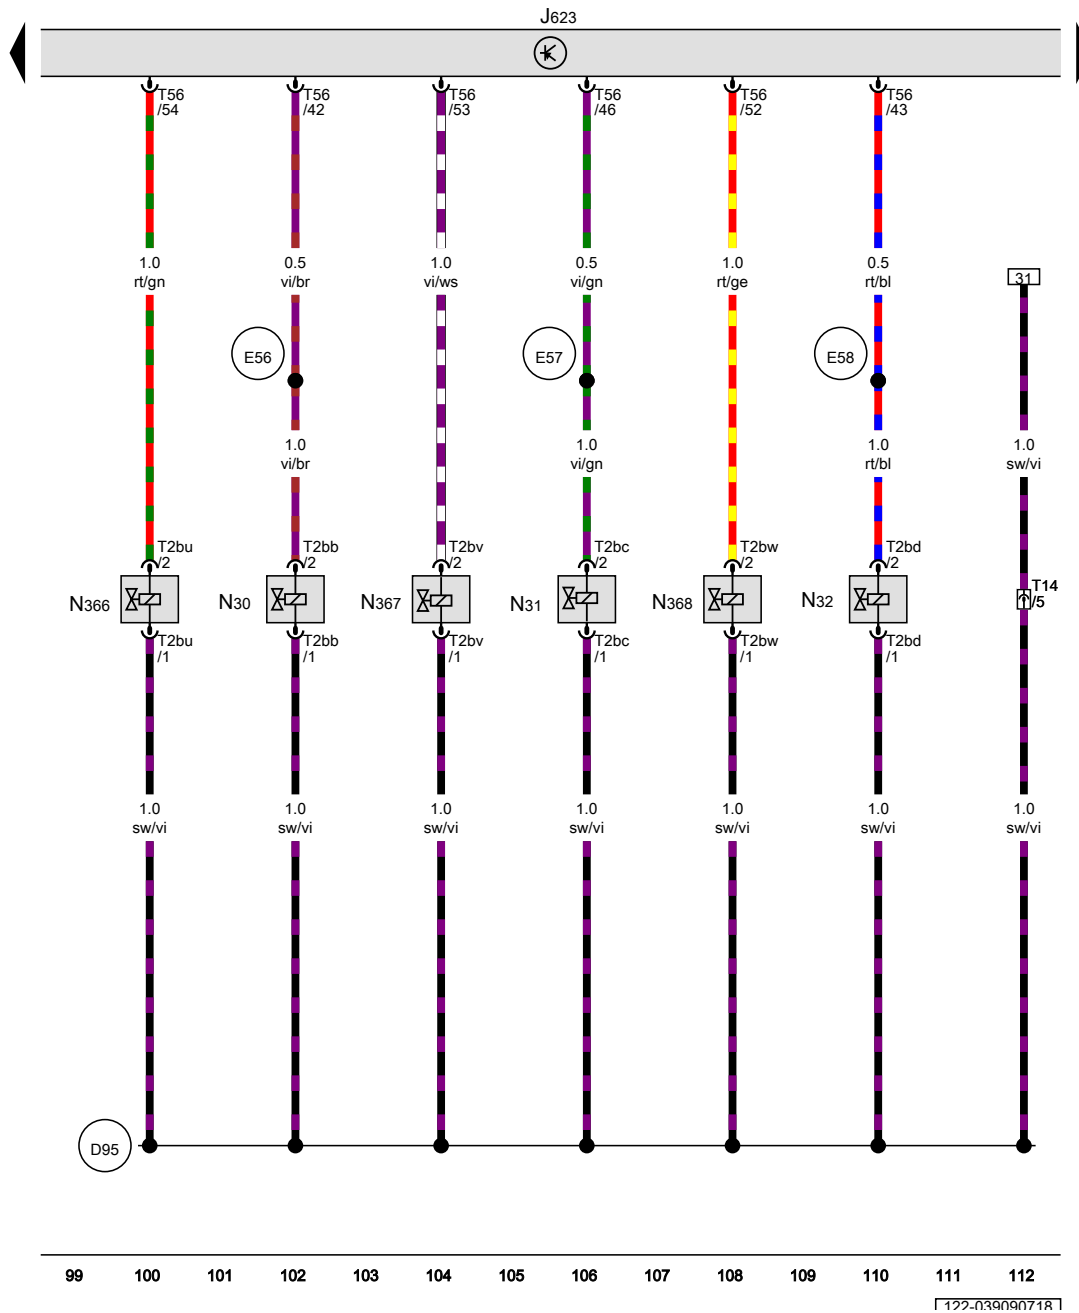 J623
T56 T56 T56 T56 T56 T56
/54 /42 /53 /46 /52 /43
1.0 0.5 1.0 0.5 1.0 0.5
rt/gn vi/br vi/ws vi/gn rt/ge rt/bl 31
E56 E57 E58
1.0 1.0 1.0 1.0
vi/br vi/gn rt/bl sw/vi
T2bu T2bb T2bv T2bc T2bw T2bd
/2 /2 /2 /2 /2 /2
T14
/5
N366 N30 N367 N31 N368 N32
T2bu T2bb T2bv T2bc T2bw T2bd
/1 /1 /1 /1 /1 /1
1.0 1.0 1.0 1.0 1.0 1.0 1.0
sw/vi sw/vi sw/vi sw/vi sw/vi sw/vi sw/vi
D95
99 100 101 102 103 104 105 106 107 108 109 110 111 112
122-039090718